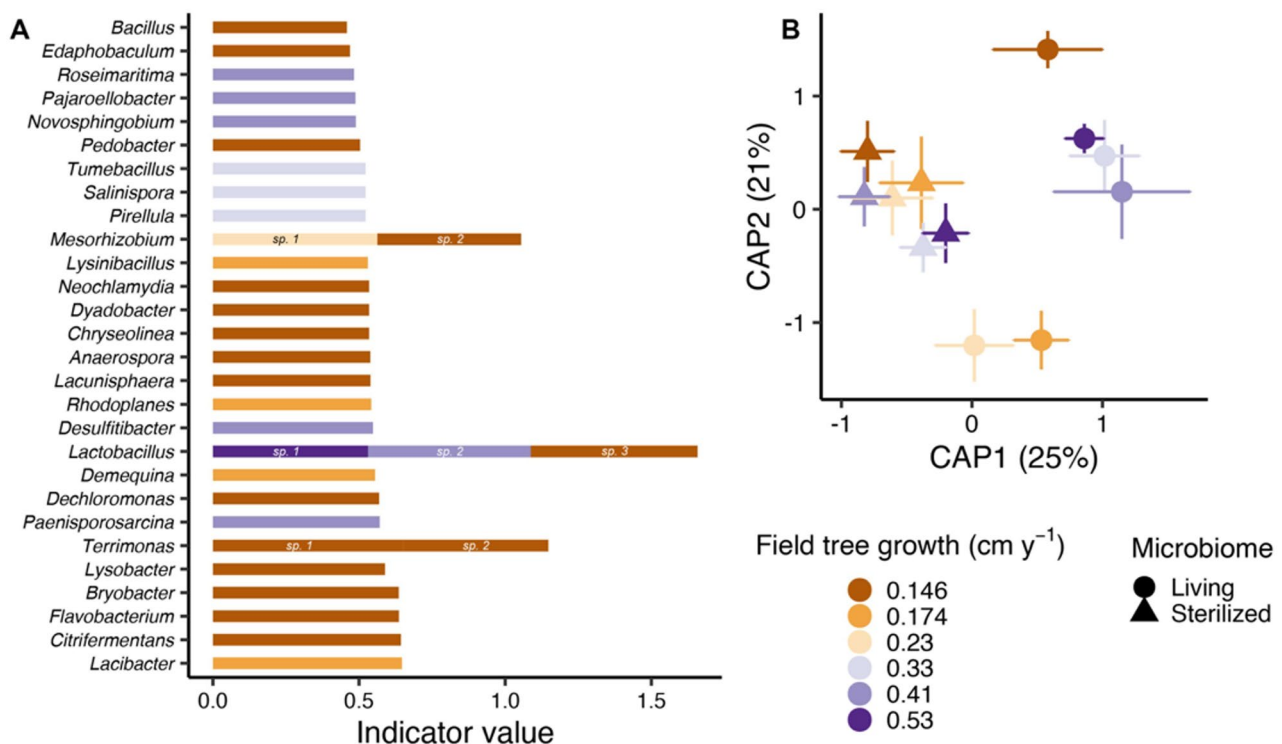 A
Bacillus
Edaphobaculum
Roseimaritima
Pajaroellobacter
Novosphingobium
Pedobacter
Tumebacillus
Salinispora
Pirellula
Mesorhizobium sp. 1 sp. 2
Lysinibacillus
Neochlamydia
Dyadobacter
Chryseolinea
Anaerospora
Lacunisphaera
Rhodoplanes
Desulfitibacter
Lactobacillus sp. 1 sp. 2 sp. 3
Demequina
Dechloromonas
Paenisporosarcina
Terrimonas sp. 1 sp. 2
Lysobacter
Bryobacter
Flavobacterium
Citrifermentans
Lacibacter
0.0 0.5 1.0 1.5
Indicator value
B
CAP2 (21%)
1
0
-1
-1 0 1
CAP1 (25%)
Field tree growth (cm y⁻¹)
0.146
0.174
0.23
0.33
0.41
0.53
Microbiome
Living
Sterilized